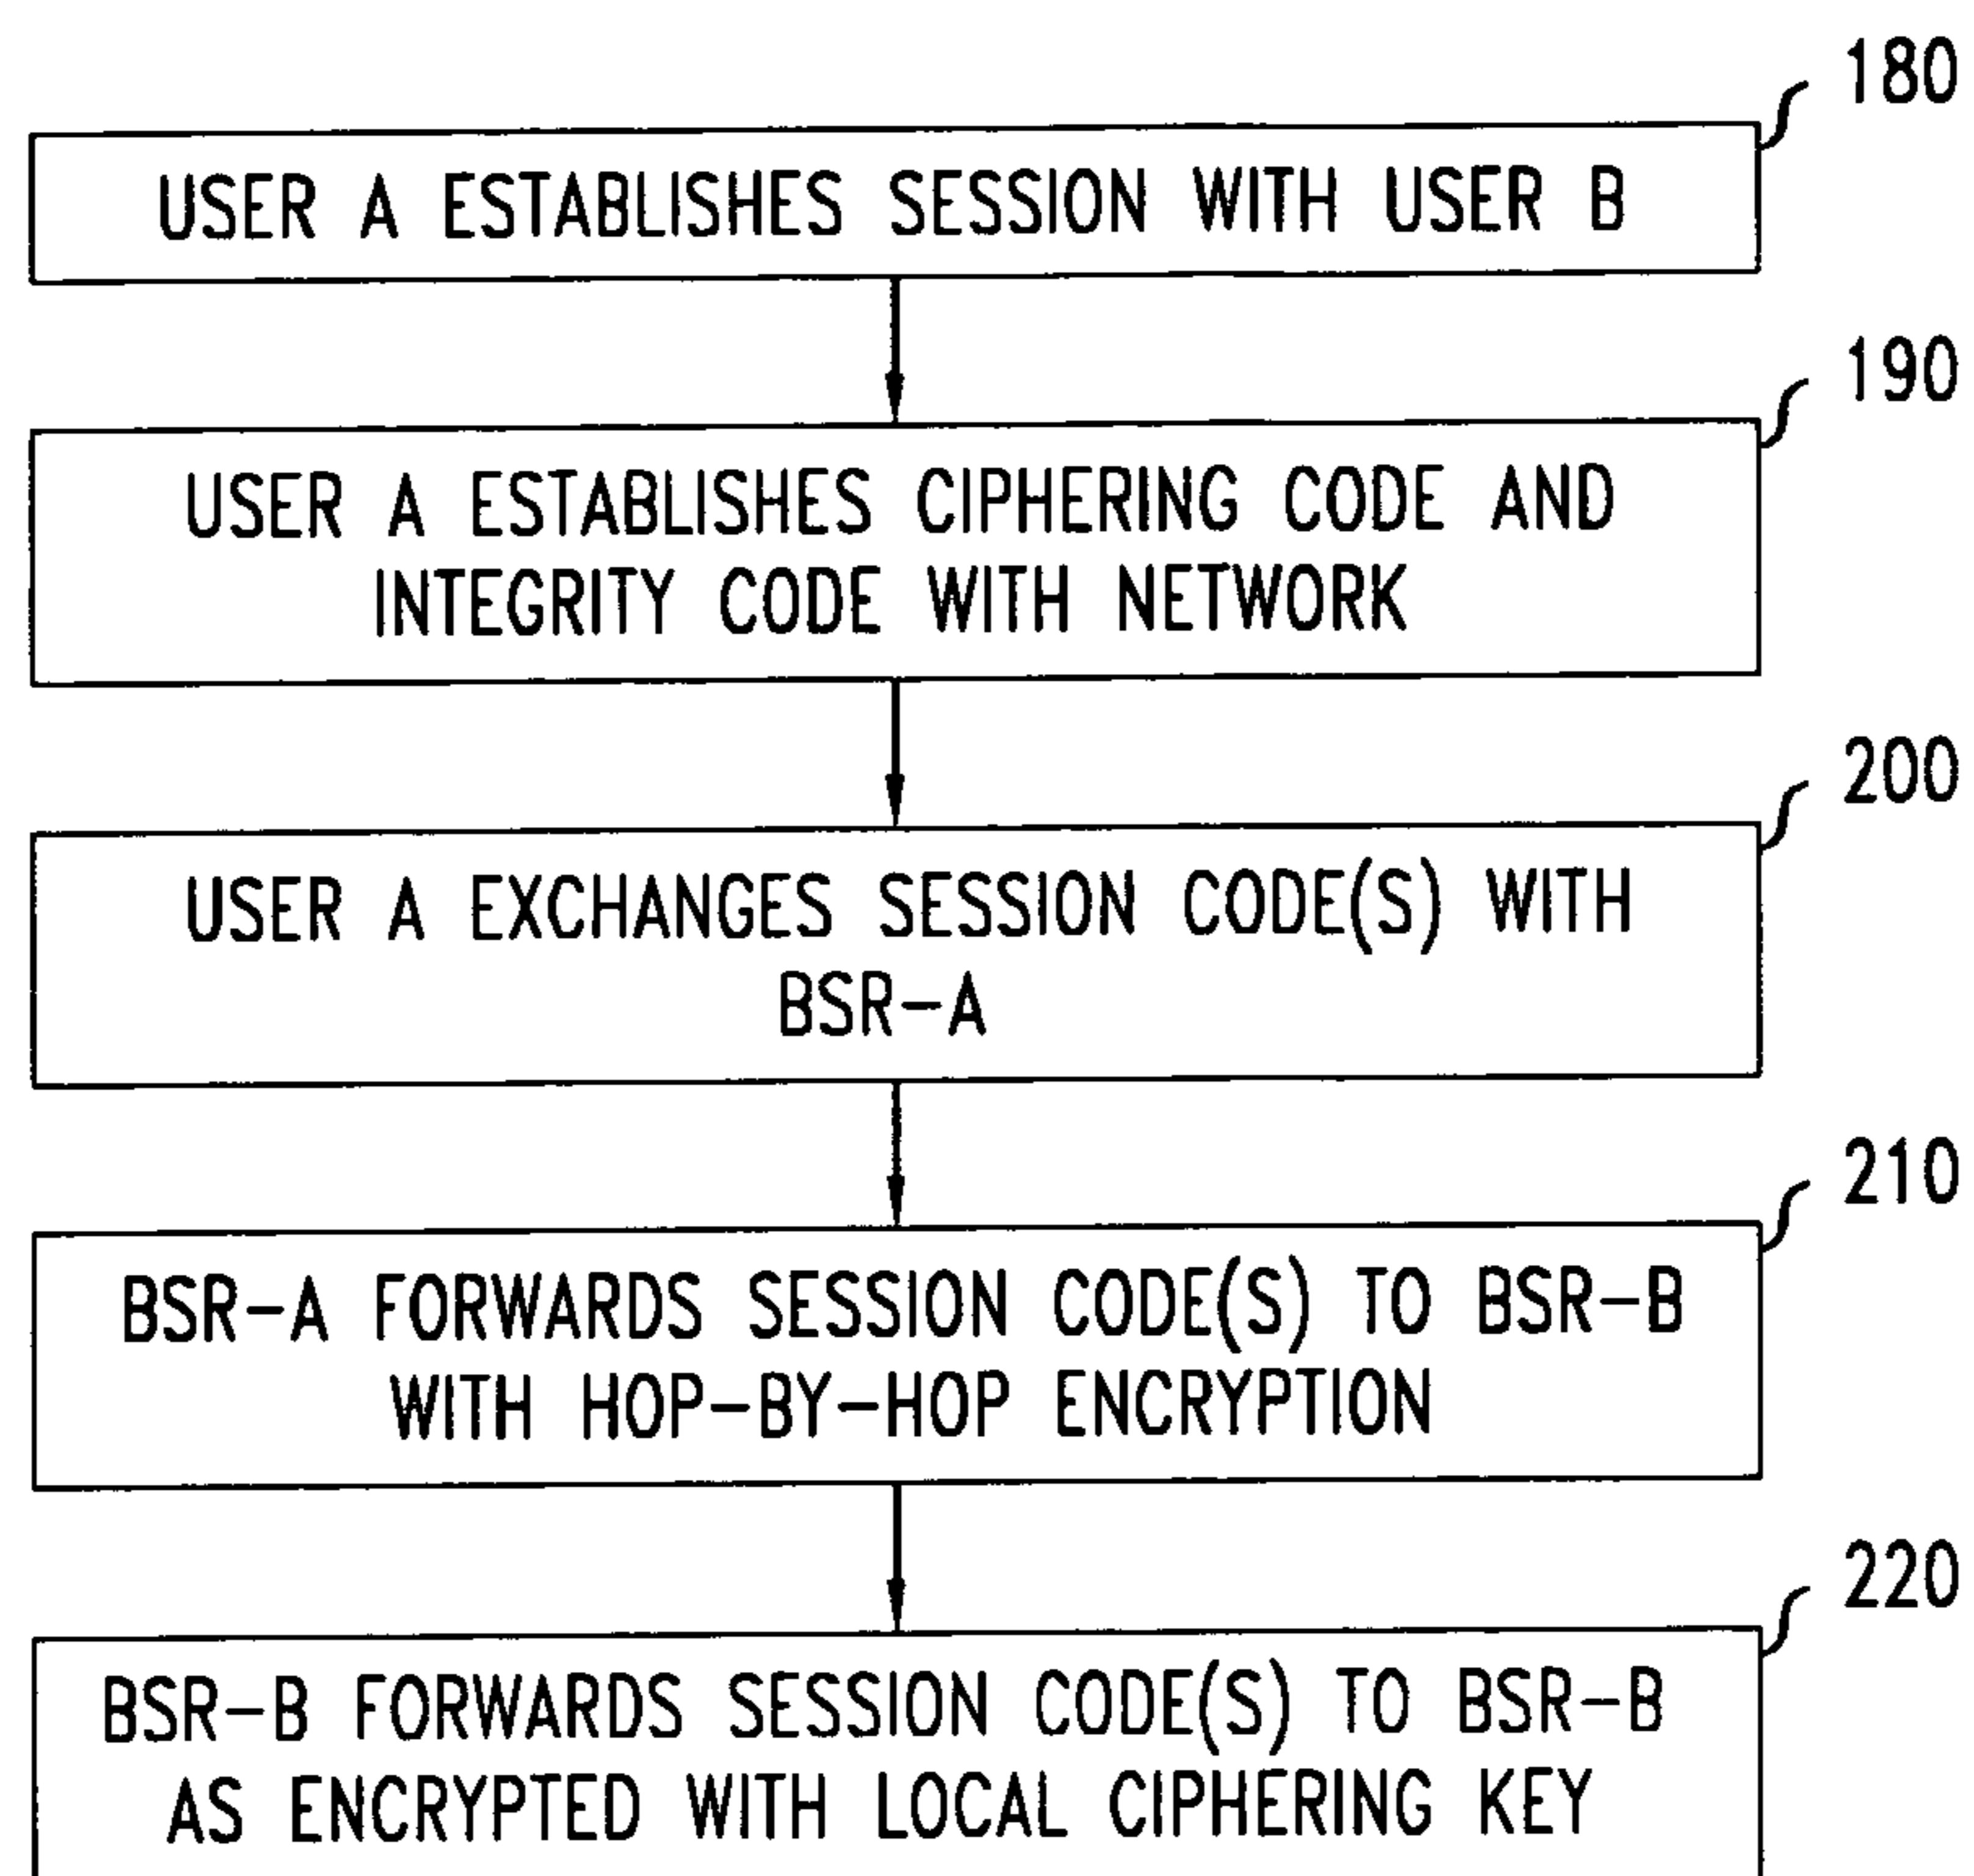 180
USER A ESTABLISHES SESSION WITH USER B
190
USER A ESTABLISHES CIPHERING CODE AND
INTEGRITY CODE WITH NETWORK
200
USER A EXCHANGES SESSION CODE(S) WITH
BSR-A
210
BSR-A FORWARDS SESSION CODE(S) TO BSR-B
WITH HOP-BY-HOP ENCRYPTION
220
BSR-B FORWARDS SESSION CODE(S) TO BSR-B
AS ENCRYPTED WITH LOCAL CIPHERING KEY